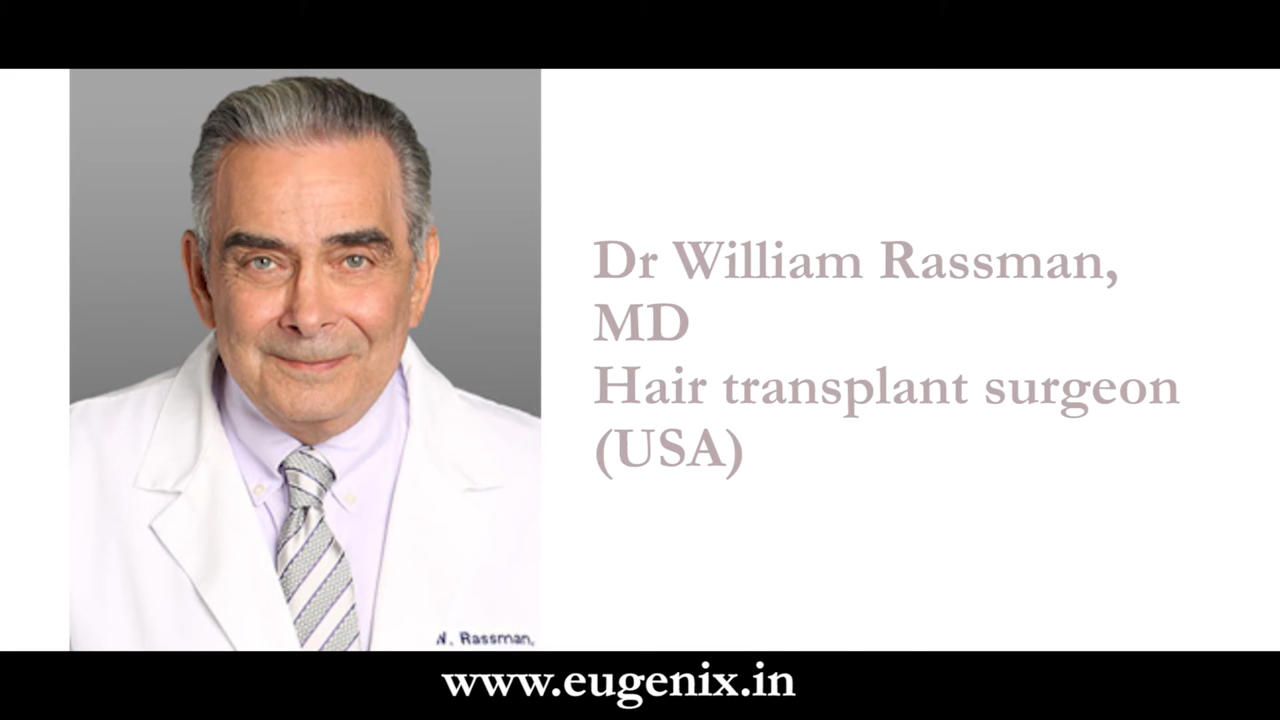 Dr William Rassman,
MD
Hair transplant surgeon
(USA)
W. Rassman,
www.eugenix.in